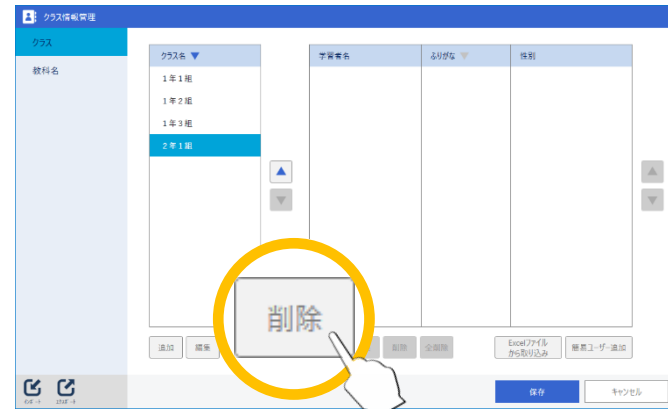 クラス情報管理
クラス
教科名
クラス名 ▼
学習者名
ふりがな ▼
性別
1年1組
1年2組
1年3組
2年1組
削除
追加
編集
削除
全削除
Excelファイル
から取り込み
簡易ユーザー追加
保存
キャンセル